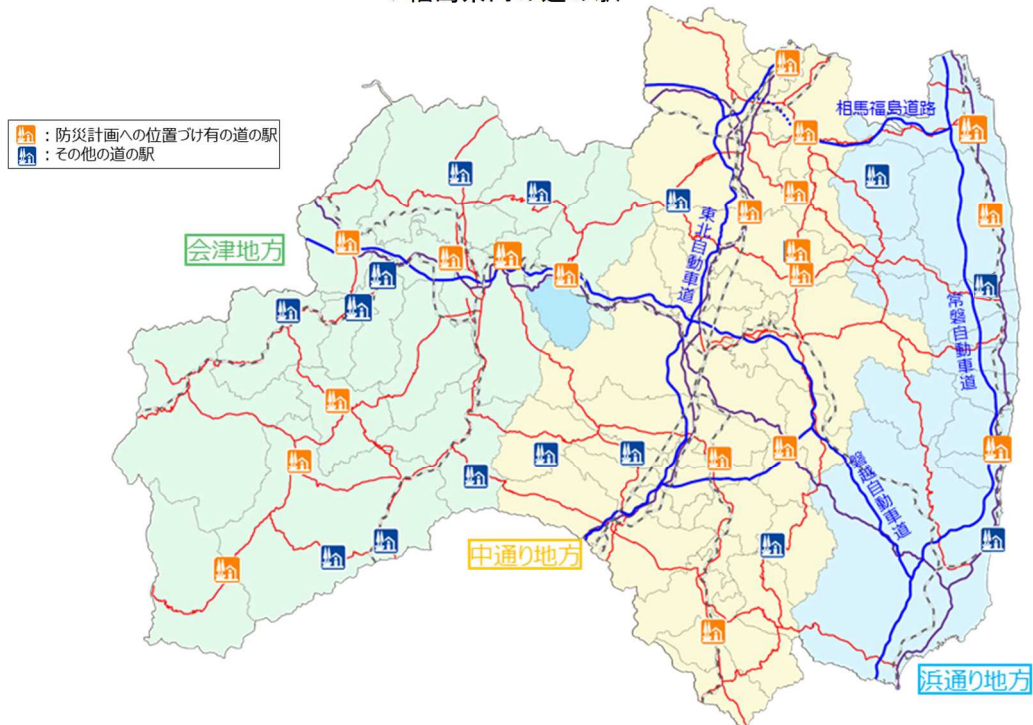 相馬福島道路
：防災計画への位置づけ有の道の駅
：その他の道の駅
東北自動車道
会津地方
常磐自動車道
磐越自動車道
中通り地方
浜通り地方